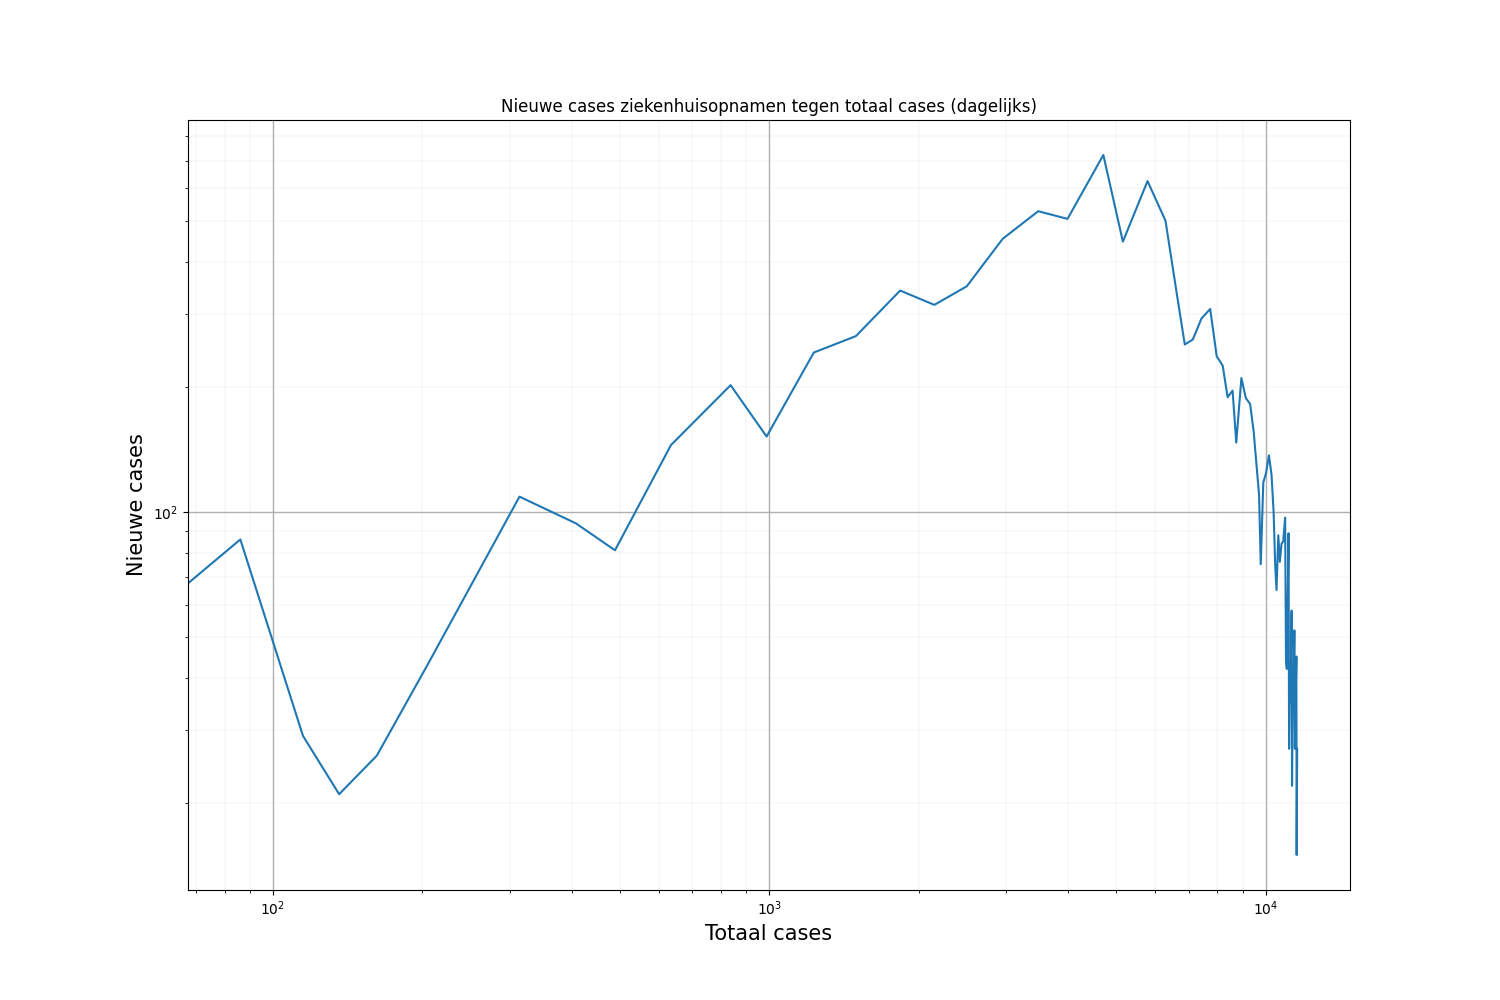 Nieuwe cases ziekenhuisopnamen tegen totaal cases (dagelijks)
Nieuwe cases
10²
10² 10³ 10⁴
Totaal cases